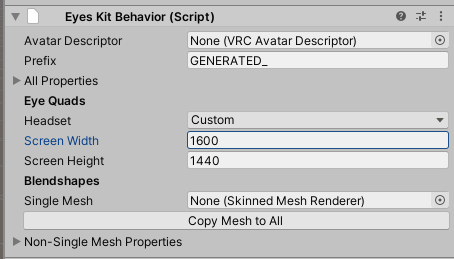 Eyes Kit Behavior (Script)
Avatar Descriptor None (VRC Avatar Descriptor)
Prefix GENERATED_
All Properties
Eye Quads
Headset Custom
Screen Width 1600
Screen Height 1440
Blendshapes
Single Mesh None (Skinned Mesh Renderer)
Copy Mesh to All
Non-Single Mesh Properties